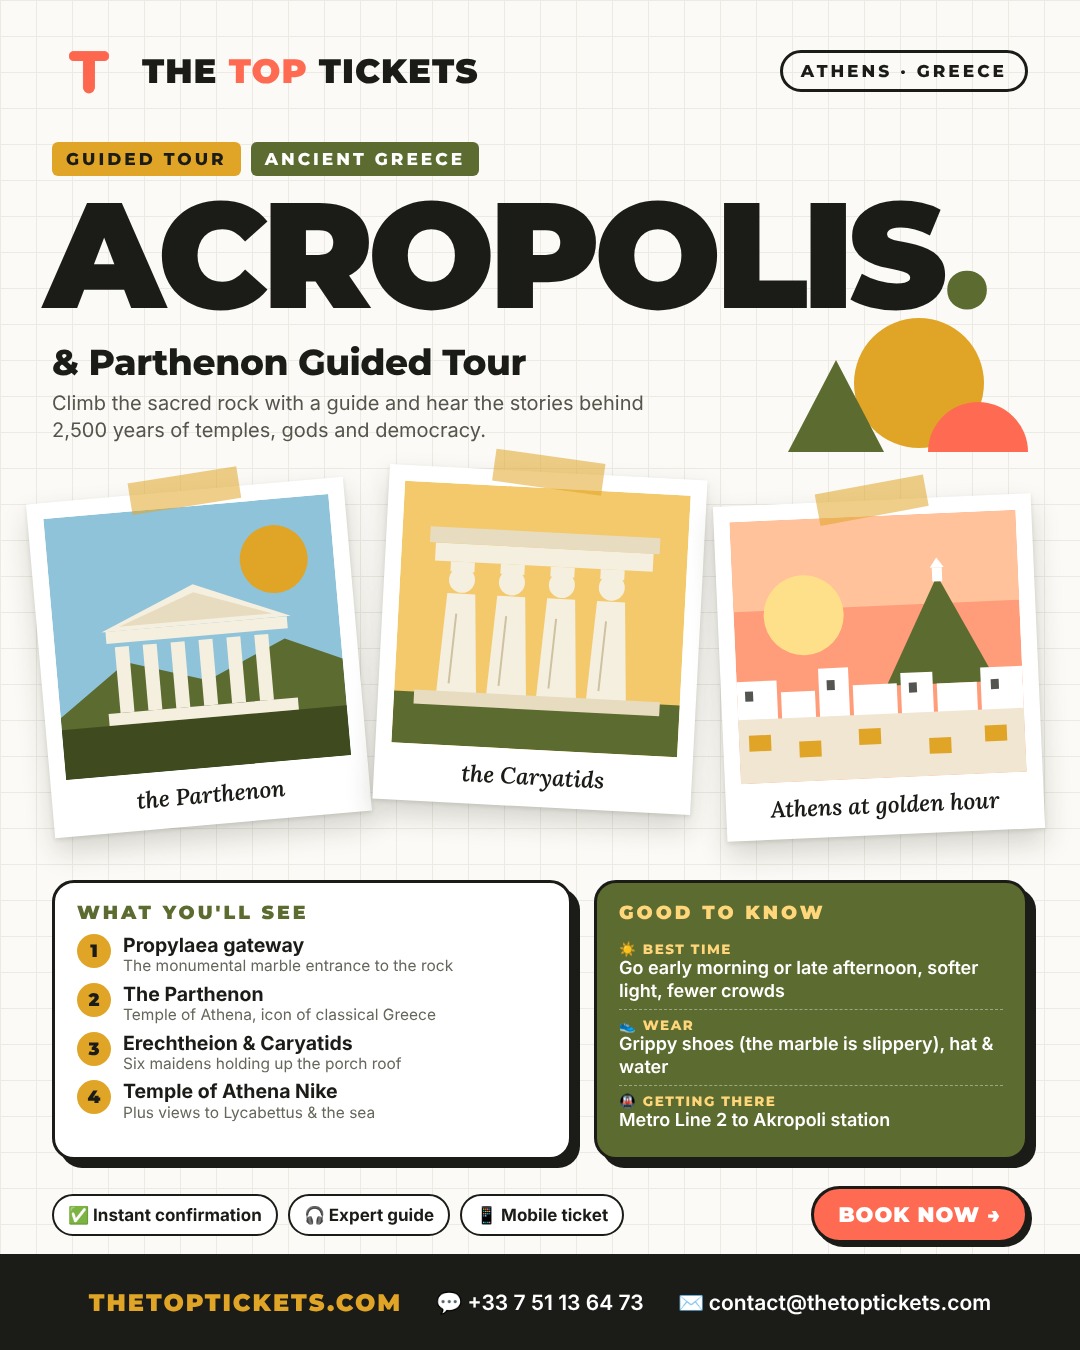 THE TOP TICKETS
ATHENS · GREECE
GUIDED TOUR
ANCIENT GREECE
ACROPOLIS.
& Parthenon Guided Tour
Climb the sacred rock with a guide and hear the stories behind
2,500 years of temples, gods and democracy.
the Parthenon
the Caryatids
Athens at golden hour
WHAT YOU'LL SEE
1 Propylaea gateway
The monumental marble entrance to the rock
2 The Parthenon
Temple of Athena, icon of classical Greece
3 Erechtheion & Caryatids
Six maidens holding up the porch roof
4 Temple of Athena Nike
Plus views to Lycabettus & the sea
GOOD TO KNOW
☀️ BEST TIME
Go early morning or late afternoon, softer
light, fewer crowds
👟 WEAR
Grippy shoes (the marble is slippery), hat &
water
🚇 GETTING THERE
Metro Line 2 to Akropoli station
✅ Instant confirmation
🎧 Expert guide
📱 Mobile ticket
BOOK NOW →
THETOPTICKETS.COM
💬 +33 7 51 13 64 73
✉️ contact@thetoptickets.com